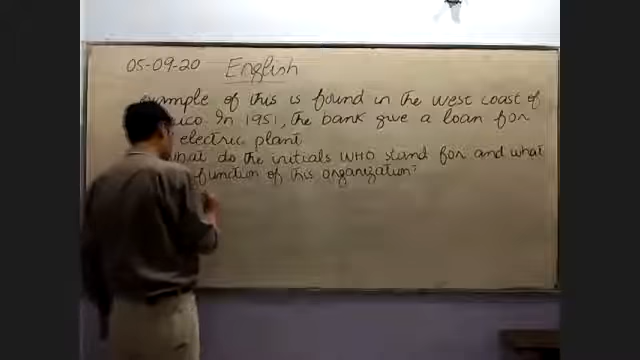 05-09-20 English
example of this is found in the west coast of
ico. In 1951, the bank give a loan for
electric plant
hat do the initials WHO stand for and what
function of this organization?